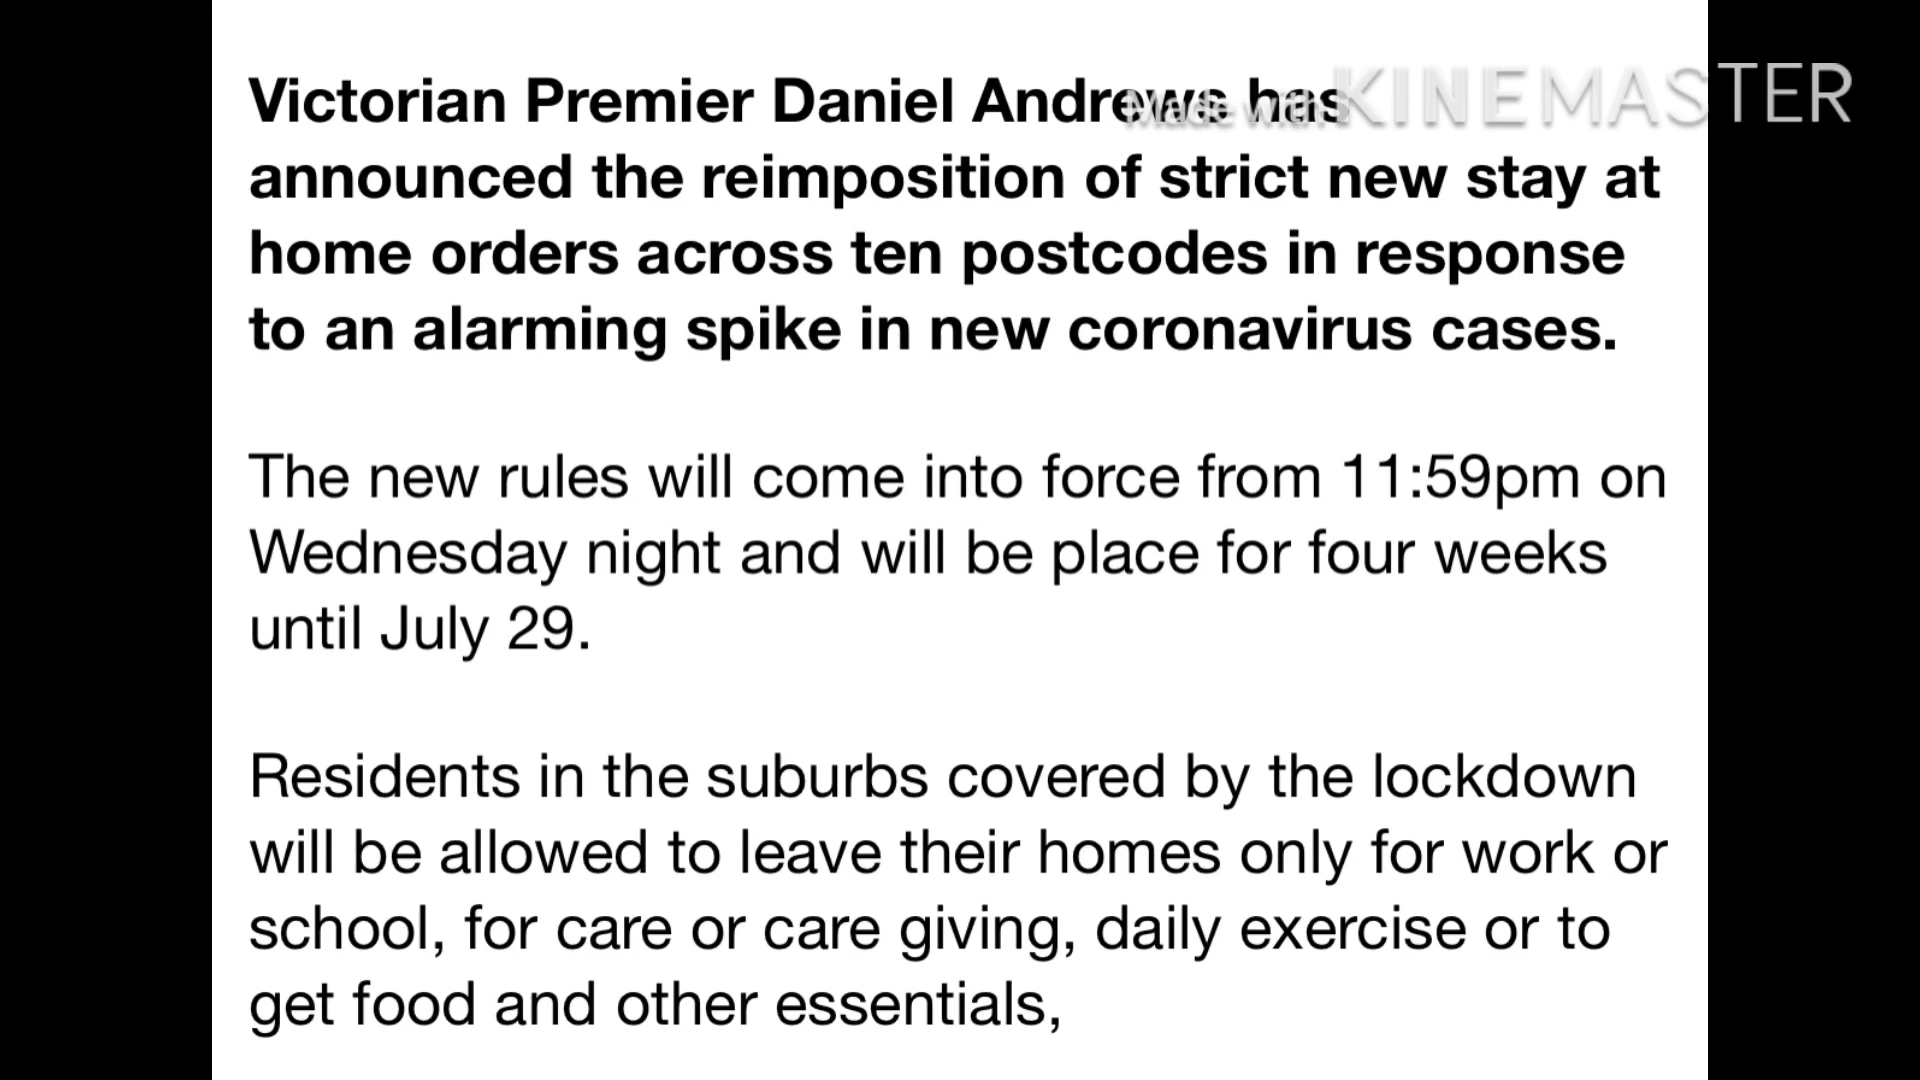 Victorian Premier Daniel Andrews has
Made with KINEMASTER
announced the reimposition of strict new stay at
home orders across ten postcodes in response
to an alarming spike in new coronavirus cases.
The new rules will come into force from 11:59pm on
Wednesday night and will be place for four weeks
until July 29.
Residents in the suburbs covered by the lockdown
will be allowed to leave their homes only for work or
school, for care or care giving, daily exercise or to
get food and other essentials,